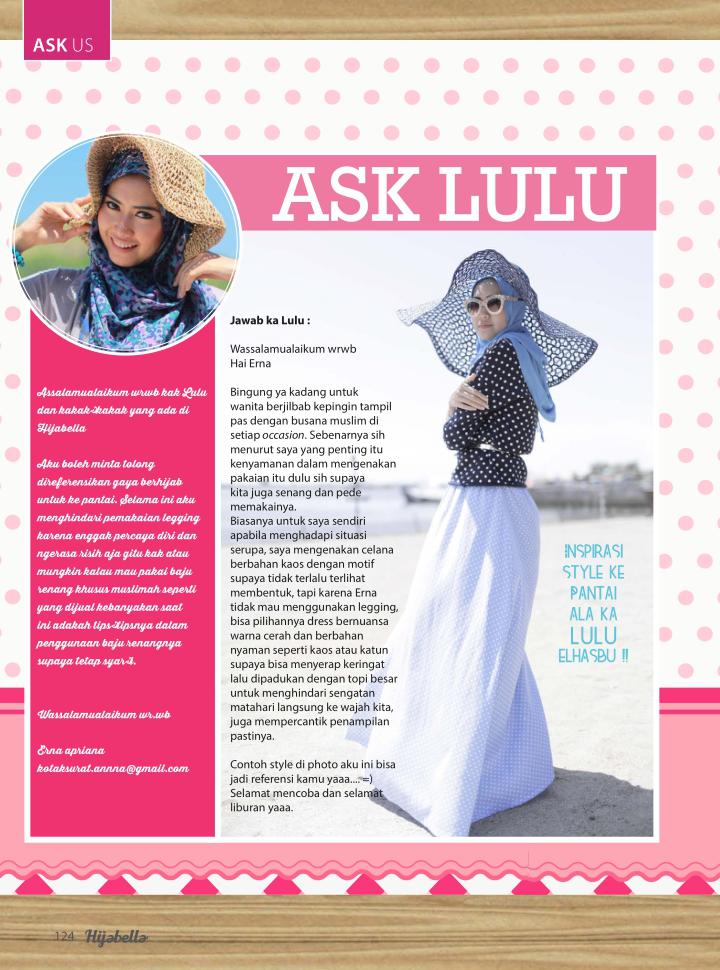 ASK US
ASK LULU
Assalamualaikum wrwb kak Lulu
dan kakak-kakak yang ada di
Hijabella
Aku boleh minta tolong
direferensikan gaya berhijab
untuk ke pantai. Selama ini aku
menghindari pemakaian legging
karena enggak percaya diri dan
ngerasa risih aja gitu kak atau
mungkin kalau mau pakai baju
renang khusus muslimah seperti
yang dijual kebanyakan saat
ini adakah tips-tipsnya dalam
penggunaan baju renangnya
supaya tetap syar-i.
Wassalamualaikum wr.wb
Erna apriana
kotaksurat.annna@gmail.com
Jawab ka Lulu :
Wassalamualaikum wrwb
Hai Erna
Bingung ya kadang untuk
wanita berjilbab kepingin tampil
pas dengan busana muslim di
setiap occasion. Sebenarnya sih
menurut saya yang penting itu
kenyamanan dalam mengenakan
pakaian itu dulu sih supaya
kita juga senang dan pede
memakainya.
Biasanya untuk saya sendiri
apabila menghadapi situasi
serupa, saya mengenakan celana
berbahan kaos dengan motif
supaya tidak terlalu terlihat
membentuk, tapi karena Erna
tidak mau menggunakan legging,
bisa pilihannya dress bernuansa
warna cerah dan berbahan
nyaman seperti kaos atau katun
supaya bisa menyerap keringat
lalu dipadukan dengan topi besar
untuk menghindari sengatan
matahari langsung ke wajah kita,
juga mempercantik penampilan
pastinya.
Contoh style di photo aku ini bisa
jadi referensi kamu yaaa.... =)
Selamat mencoba dan selamat
liburan yaaa.
INSPIRASI
STYLE KE
PANTAI
ALA KA
LULU
ELHASBU !!
124 Hijabella